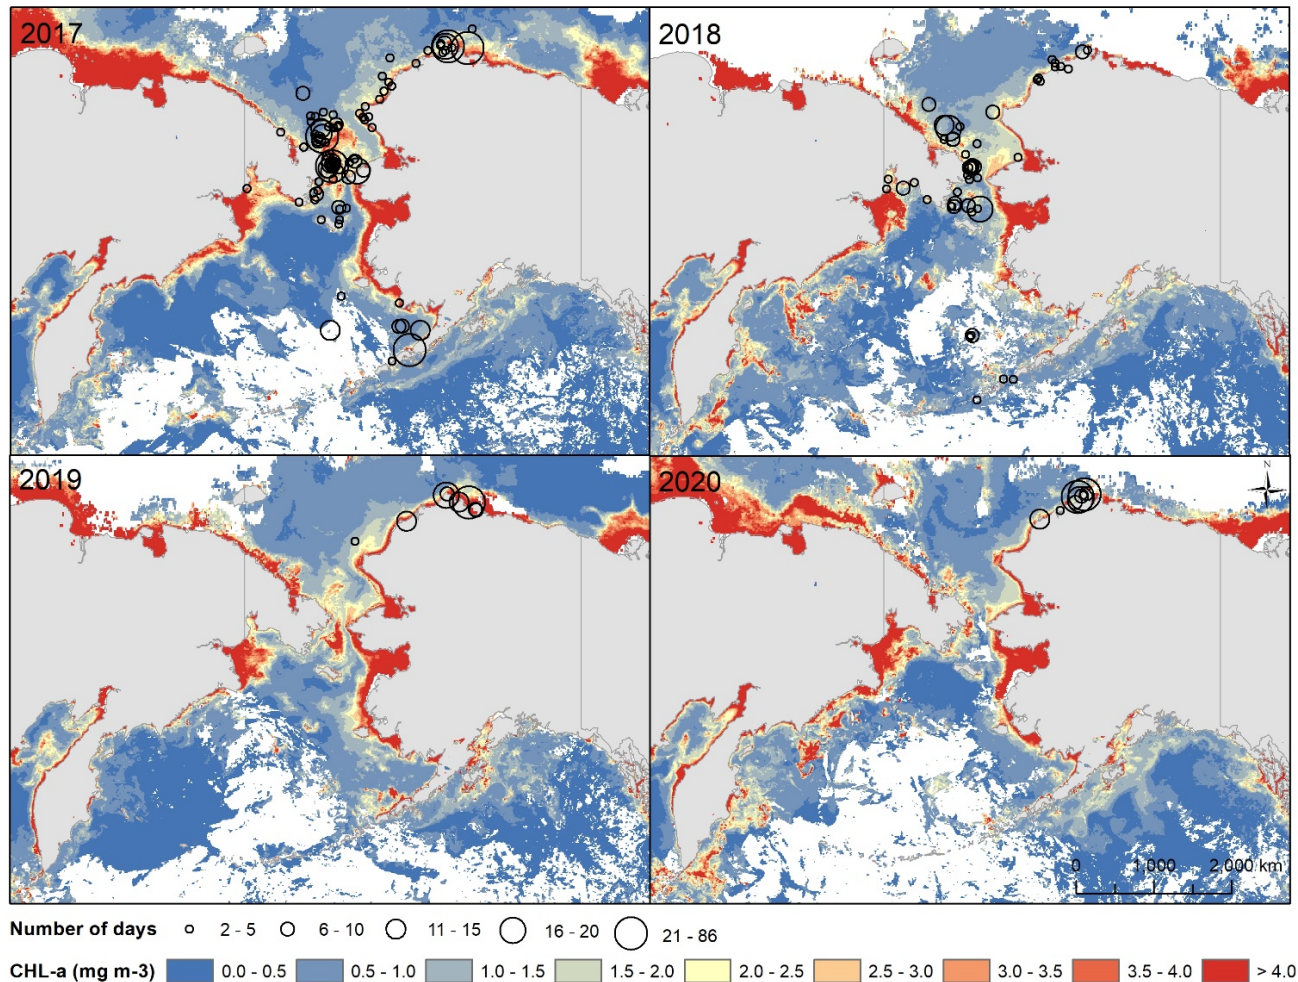 2017
2018
2019
2020
N
0 1,000 2,000 km
Number of days 2 - 5 6 - 10 11 - 15 16 - 20 21 - 86
CHL-a (mg m-3) 0.0 - 0.5 0.5 - 1.0 1.0 - 1.5 1.5 - 2.0 2.0 - 2.5 2.5 - 3.0 3.0 - 3.5 3.5 - 4.0 > 4.0